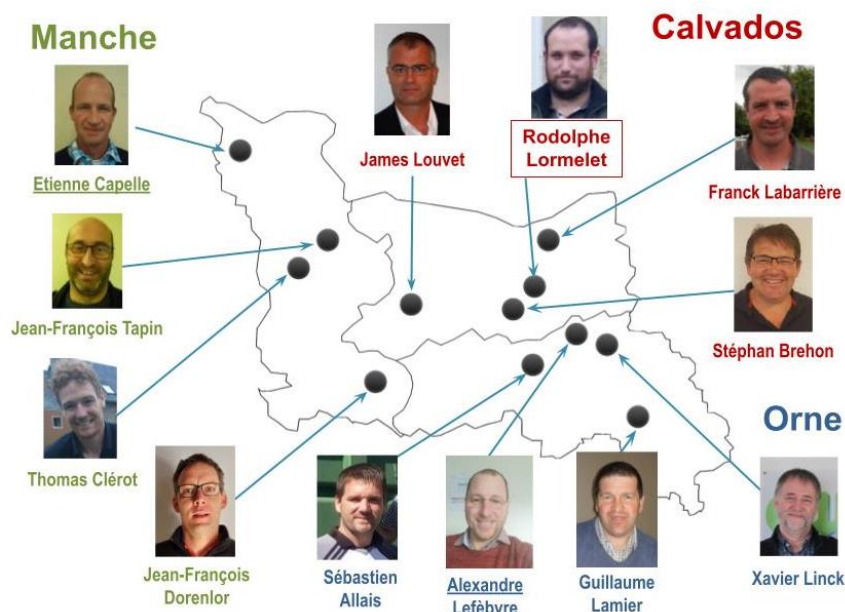 Manche
Calvados
Etienne Capelle
James Louvet
Rodolphe
Lormelet
Franck Labarrière
Jean-François Tapin
Stéphan Brehon
Thomas Clérot
Orne
Jean-François
Dorenlor
Sébastien
Allais
Alexandre
Lefèbvre
Guillaume
Lamier
Xavier Linck